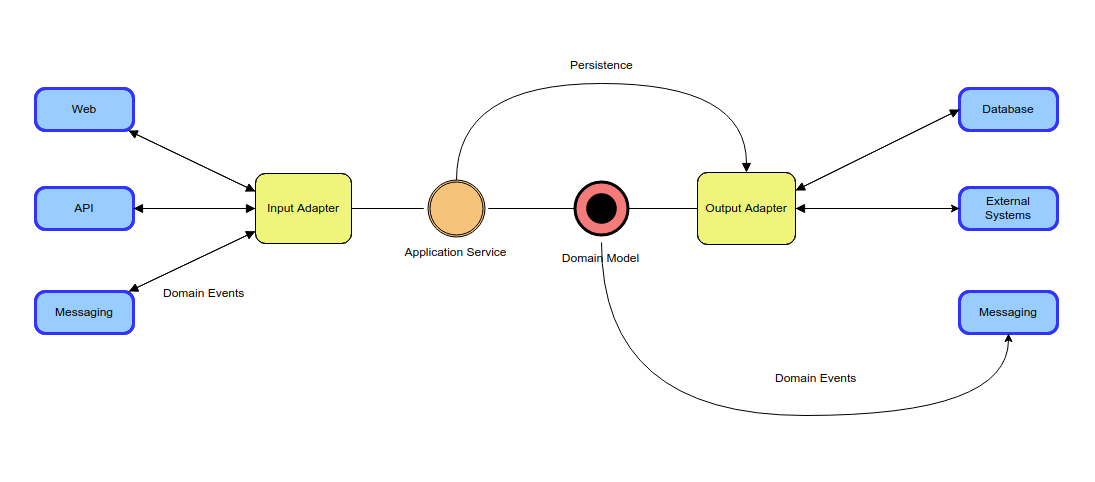 Persistence
Web
Database
API
Input Adapter
Output Adapter
External
Systems
Application Service
Domain Model
Messaging
Domain Events
Messaging
Domain Events